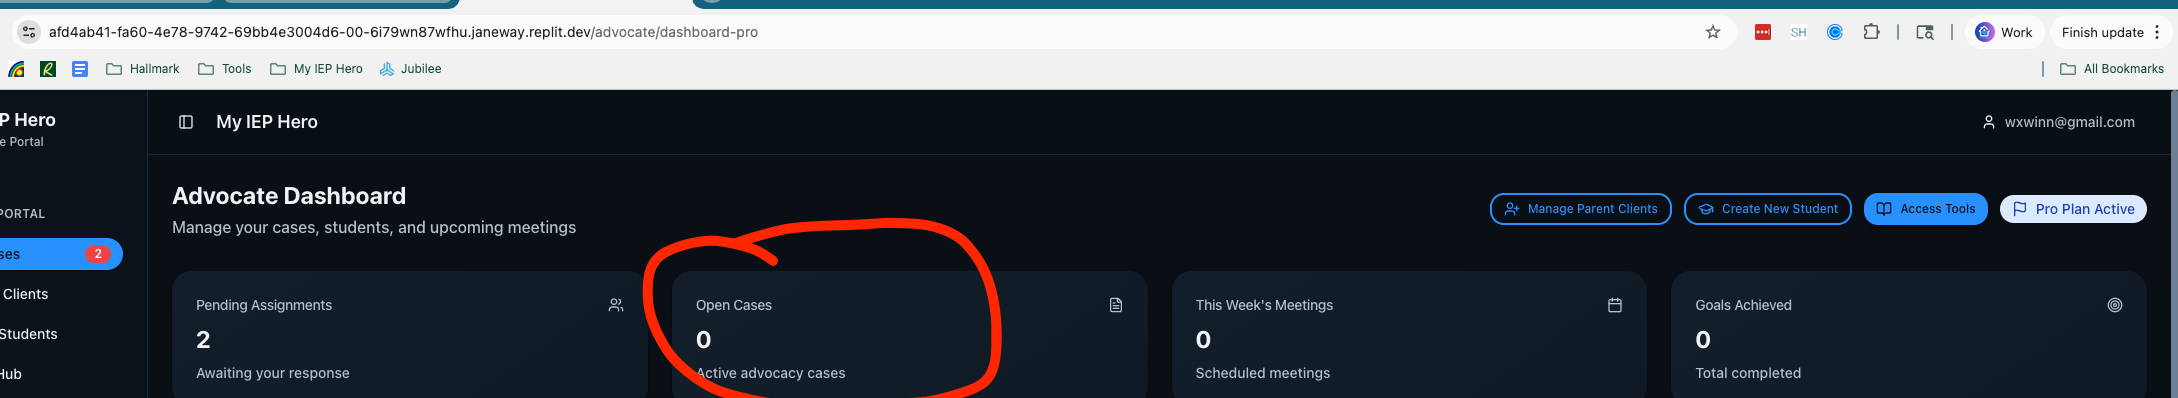 afd4ab41-fa60-4e78-9742-69bb4e3004d6-00-6i79wn87wfhu.janeway.replit.dev/advocate/dashboard-pro
SH
Work
Finish update
Hallmark
Tools
My IEP Hero
Jubilee
All Bookmarks
EP Hero
e Portal
My IEP Hero
wxwinn@gmail.com
PORTAL
ses
2
Clients
Students
Hub
Advocate Dashboard
Manage your cases, students, and upcoming meetings
Manage Parent Clients
Create New Student
Access Tools
Pro Plan Active
Pending Assignments
2
Awaiting your response
Open Cases
0
Active advocacy cases
This Week's Meetings
0
Scheduled meetings
Goals Achieved
0
Total completed